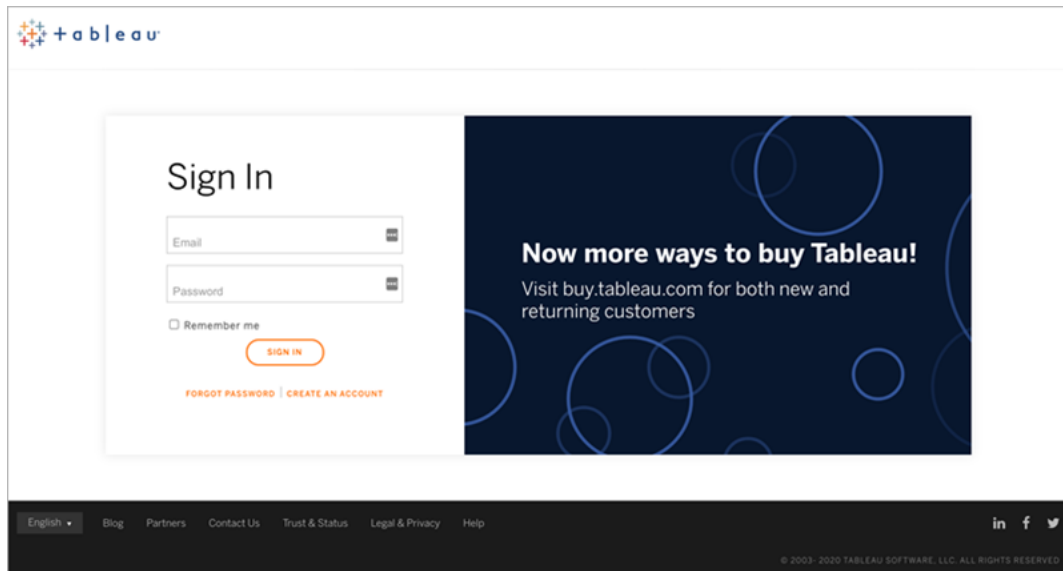 tableau
Sign In
Email
Password
Remember me
SIGN IN
FORGOT PASSWORD | CREATE AN ACCOUNT
Now more ways to buy Tableau!
Visit buy.tableau.com for both new and
returning customers
English Blog Partners Contact Us Trust & Status Legal & Privacy Help in f
© 2003- 2020 TABLEAU SOFTWARE, LLC. ALL RIGHTS RESERVED.